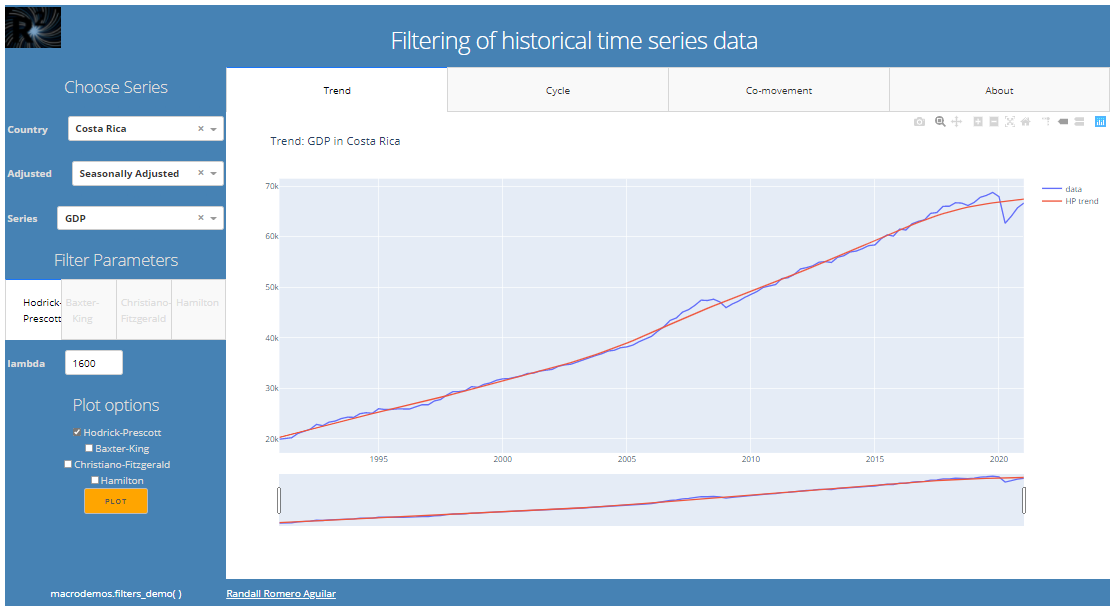 Filtering of historical time series data
Choose Series
Country
Costa Rica
Adjusted
Seasonally Adjusted
Series
GDP
Filter Parameters
Hodrick-
Prescott
Baxter-
King
Christiano-
Fitzgerald
Hamilton
lambda
1600
Plot options
Hodrick-Prescott
Baxter-King
Christiano-Fitzgerald
Hamilton
PLOT
Trend
Cycle
Co-movement
About
Trend: GDP in Costa Rica
70k
60k
50k
40k
30k
20k
1995
2000
2005
2010
2015
2020
data
HP trend
macrodemos.filters_demo( )
Randall Romero Aguilar